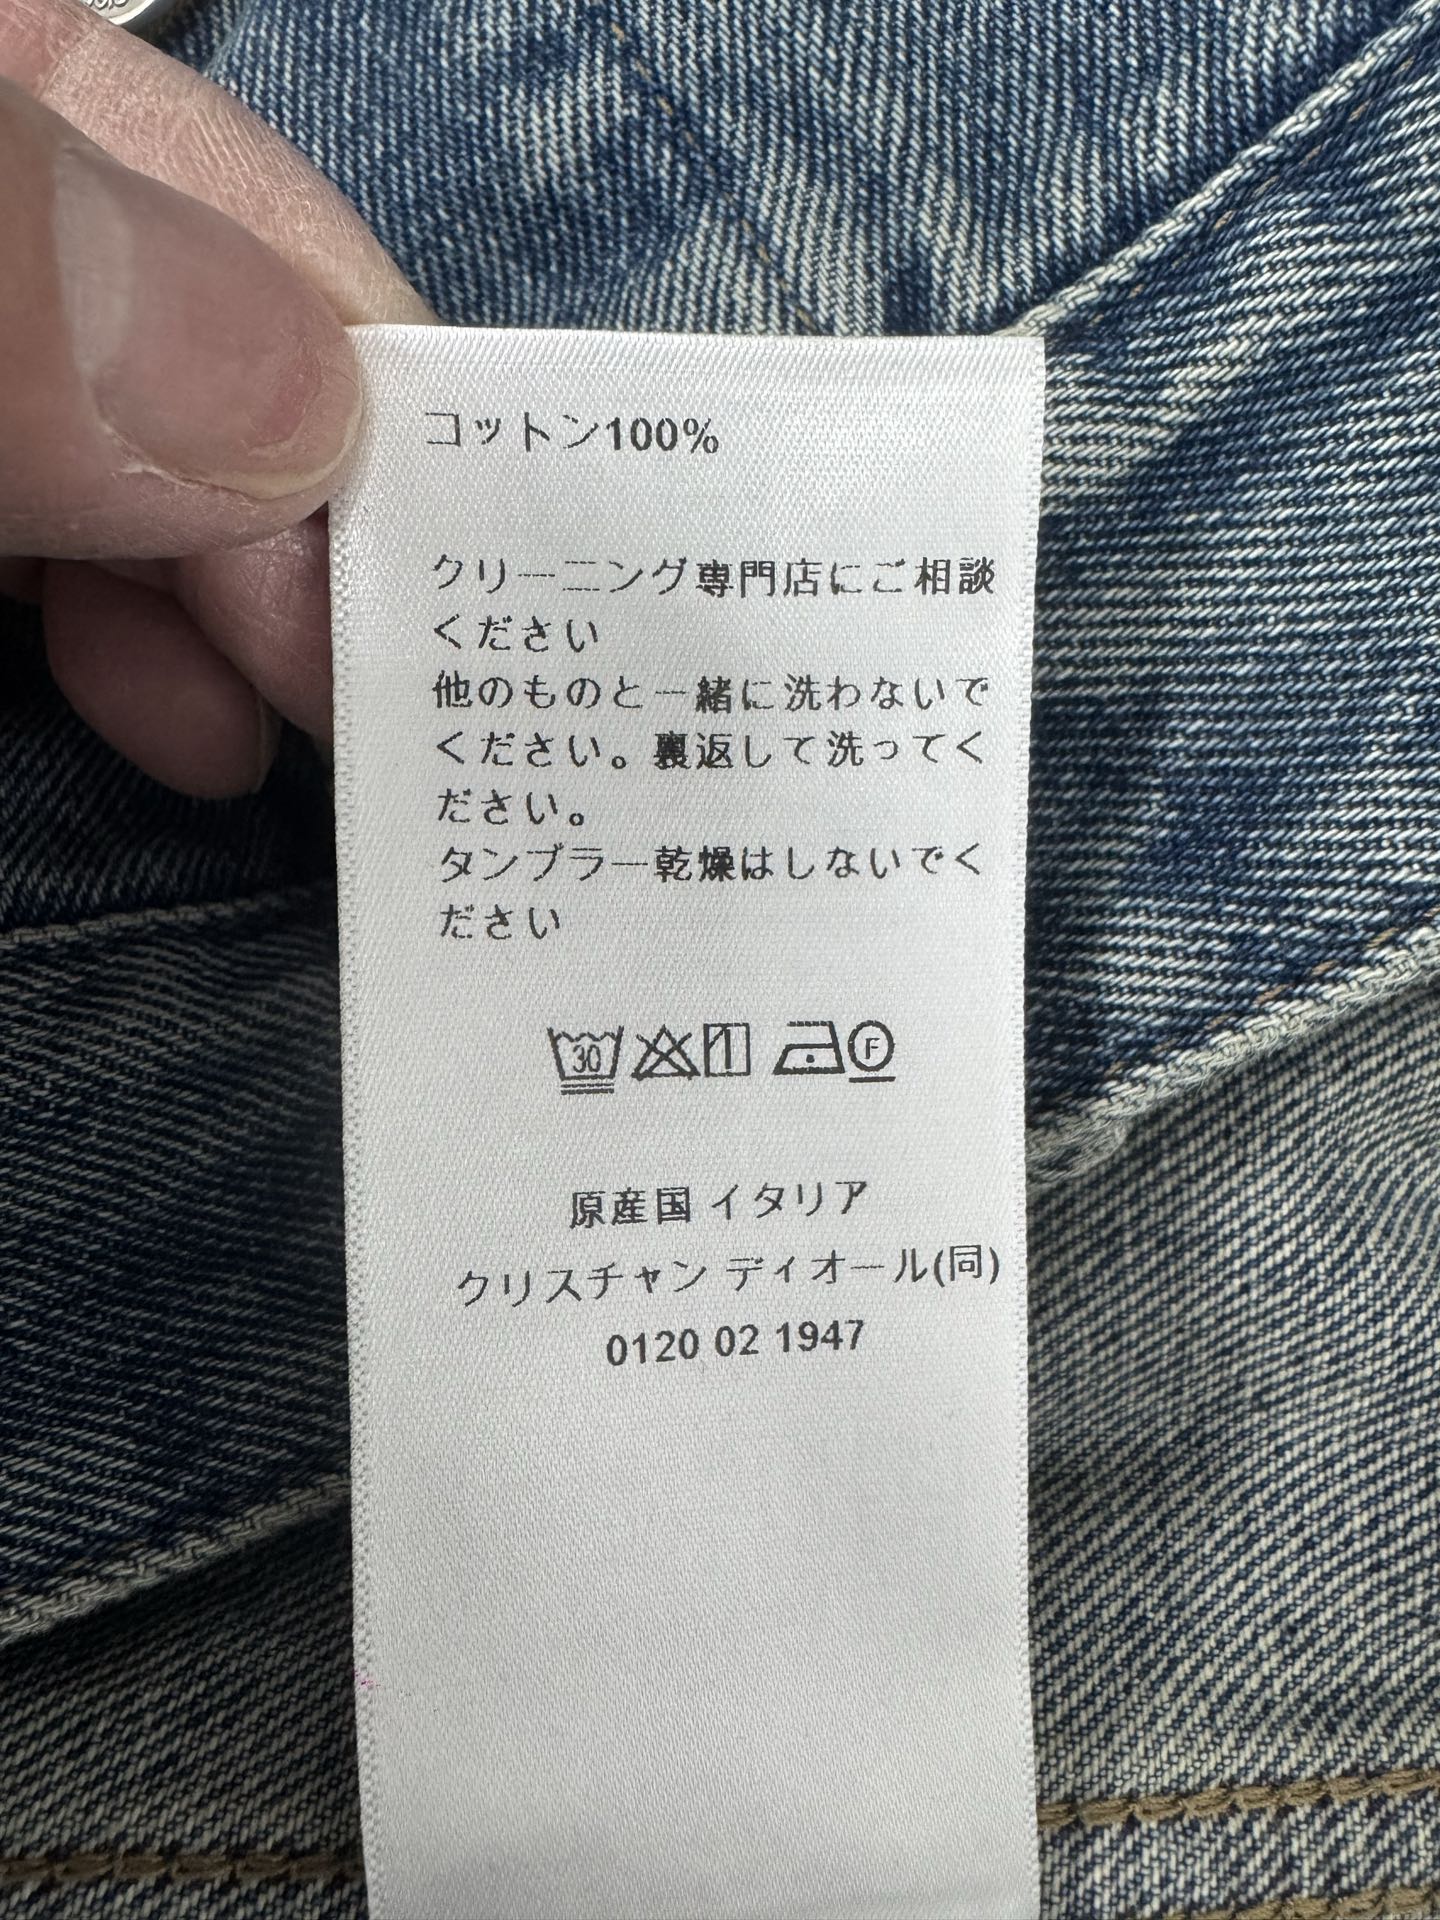 コットン100%
クリーニング専門店にご相談
ください
他のものと一緒に洗わないで
ください。裏返して洗ってく
ださい。
タンブラー乾燥はしないでく
ださい
30 F
原産国 イタリア
クリスチャン ディオール(同)
0120 02 1947